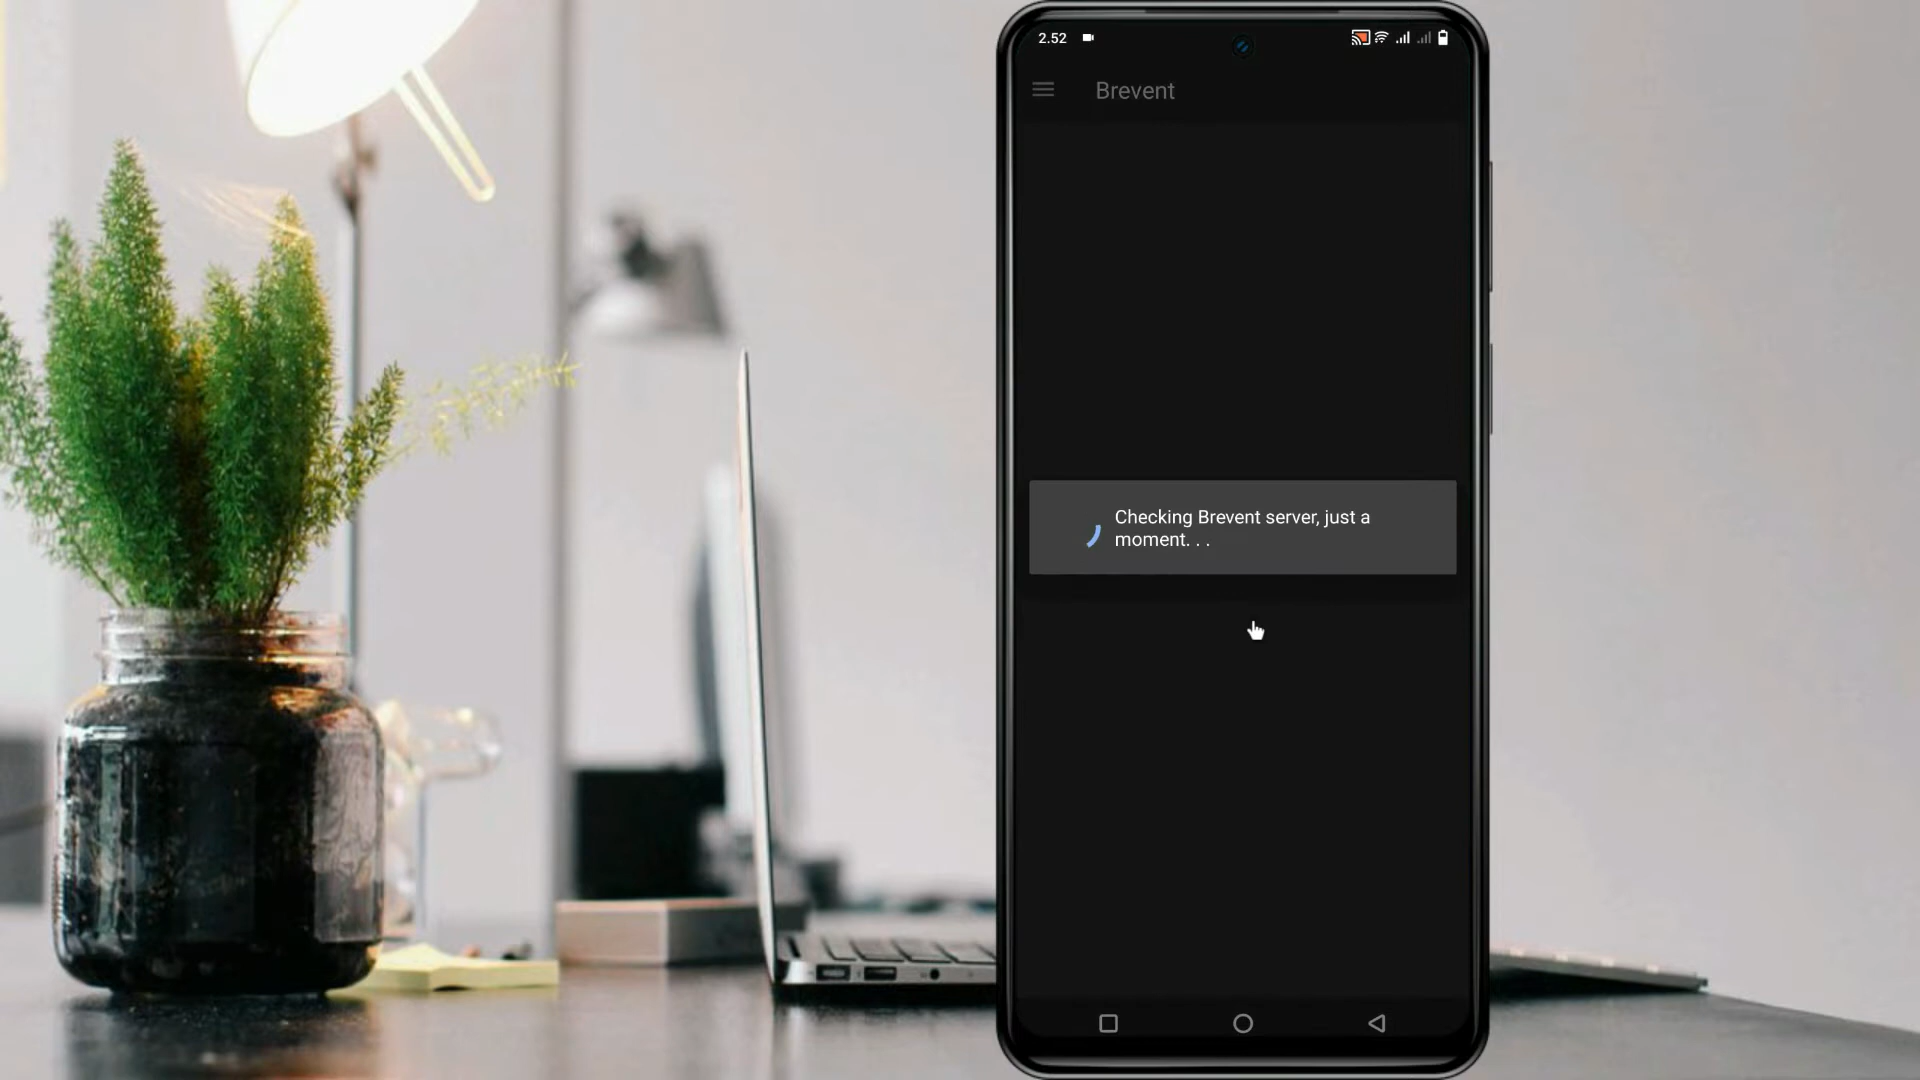 2.52
Brevent
Checking Brevent server, just a
moment. . .